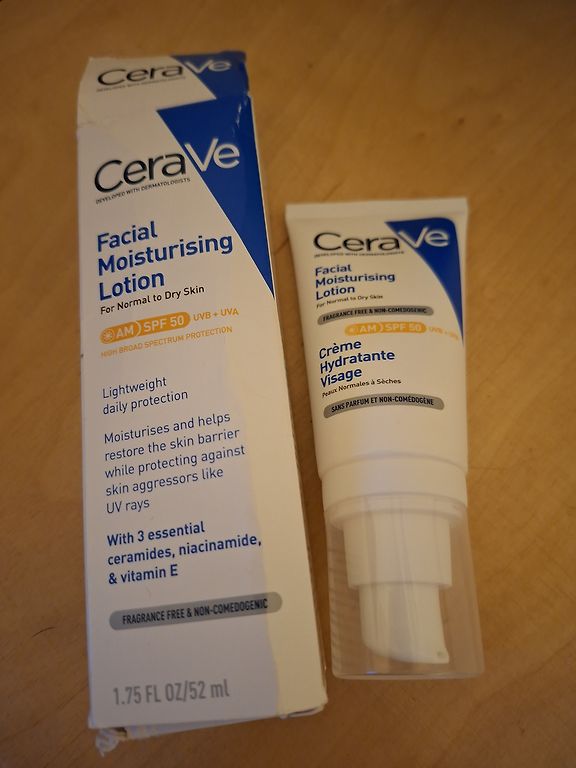 CeraVe
DEVELOPED WITH DERMATOLOGISTS
CeraVe
DEVELOPED WITH DERMATOLOGISTS
Facial
Moisturising
Lotion
For Normal to Dry Skin
AM SPF 50 UVB + UVA
HIGH BROAD SPECTRUM PROTECTION
Lightweight
daily protection
Moisturises and helps
restore the skin barrier
while protecting against
skin aggressors like
UV rays
With 3 essential
ceramides, niacinamide,
& vitamin E
FRAGRANCE FREE & NON-COMEDOGENIC
1.75 FL OZ/52 ml
CeraVe
DEVELOPED WITH DERMATOLOGISTS
Facial
Moisturising
Lotion
For Normal to Dry Skin
FRAGRANCE FREE & NON-COMEDOGENIC
AM SPF 50 UVB + UVA
Crème
Hydratante
Visage
Peaux Normales à Sèches
SANS PARFUM ET NON-COMÉDOGÈNE